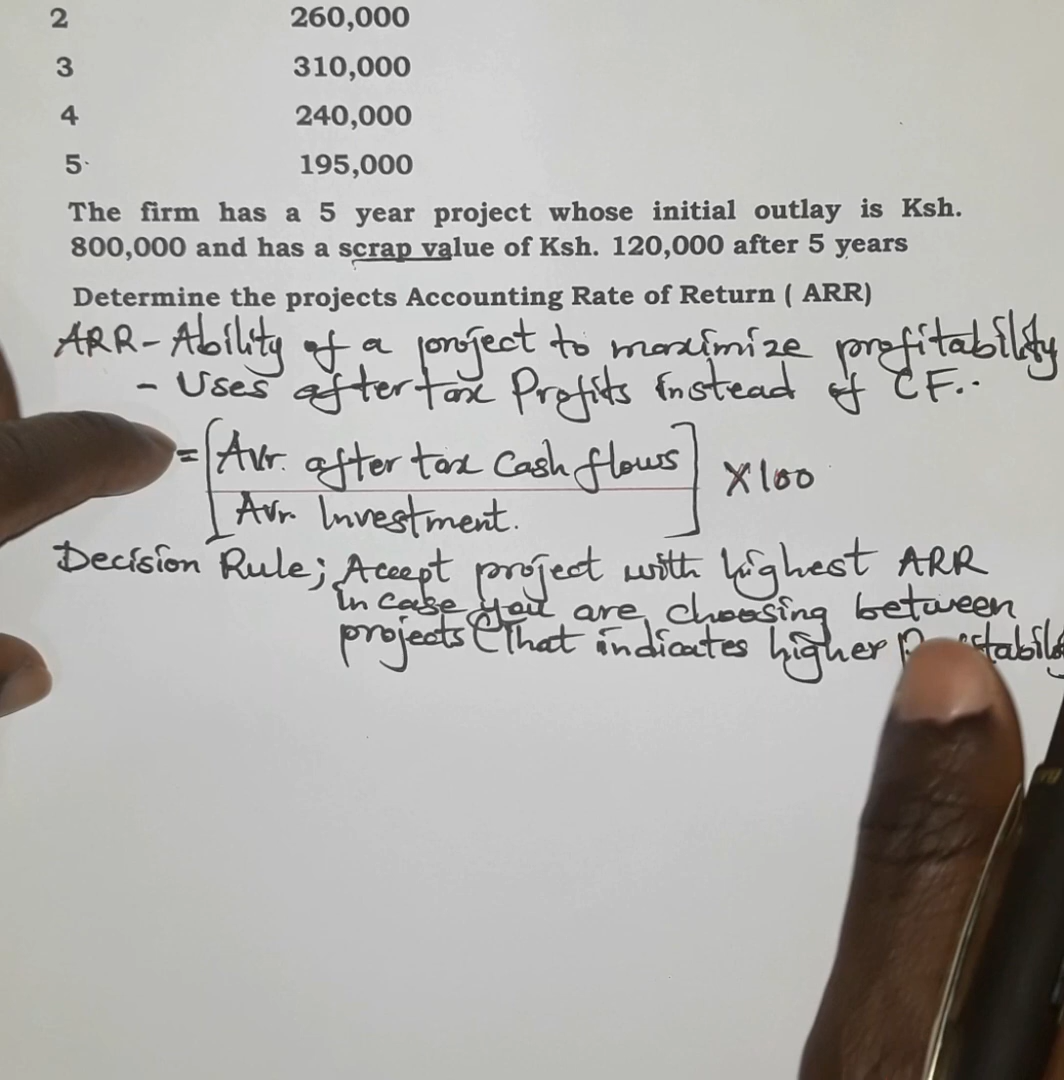 2 260,000
3 310,000
4 240,000
5 195,000
The firm has a 5 year project whose initial outlay is Ksh.
800,000 and has a scrap value of Ksh. 120,000 after 5 years
Determine the projects Accounting Rate of Return ( ARR)
ARR - Ability of a project to maximize profitability
- Uses after tax Profits instead of CF..
= [Avr. after tax Cash flows
Avr. Investment.] X 100
Decision Rule; Accept project with highest ARR
in case you are choosing between
projects (That indicates higher